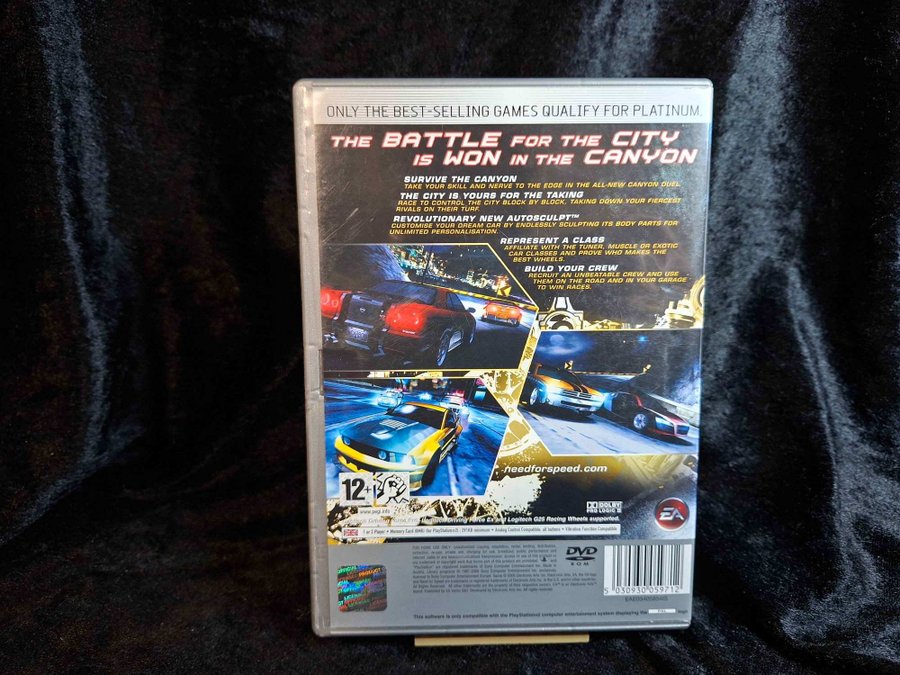 ONLY THE BEST-SELLING GAMES QUALIFY FOR PLATINUM.
THE BATTLE FOR THE CITY
IS WON IN THE CANYON
SURVIVE THE CANYON
TAKE YOUR SKILL AND NERVE TO THE EDGE IN THE ALL-NEW CANYON DUEL.
THE CITY IS YOURS FOR THE TAKING
RACE TO CONTROL THE CITY BLOCK BY BLOCK, TAKING DOWN YOUR FIERCEST
RIVALS ON THEIR TURF.
REVOLUTIONARY NEW AUTOSCULPT™
CUSTOMISE YOUR DREAM CAR BY ENDLESSLY SCULPTING ITS BODY PARTS FOR
UNLIMITED PERSONALISATION.
REPRESENT A CLASS
AFFILIATE WITH THE TUNER, MUSCLE OR EXOTIC
CAR CLASSES AND PROVE WHO MAKES THE
BEST WHEELS.
BUILD YOUR CREW
RECRUIT AN UNBEATABLE CREW AND USE
THEM ON THE ROAD AND IN YOUR GARAGE
TO WIN RACES.
needforspeed.com
12+
www.pegi.info
DOLBY
PRO LOGIC II
EA
Driving Force Ex and Logitech G25 Racing Wheels supported.
DVD
ROM
5 030930 059712
This software is only compatible with the PlayStation2 computer entertainment system displaying the